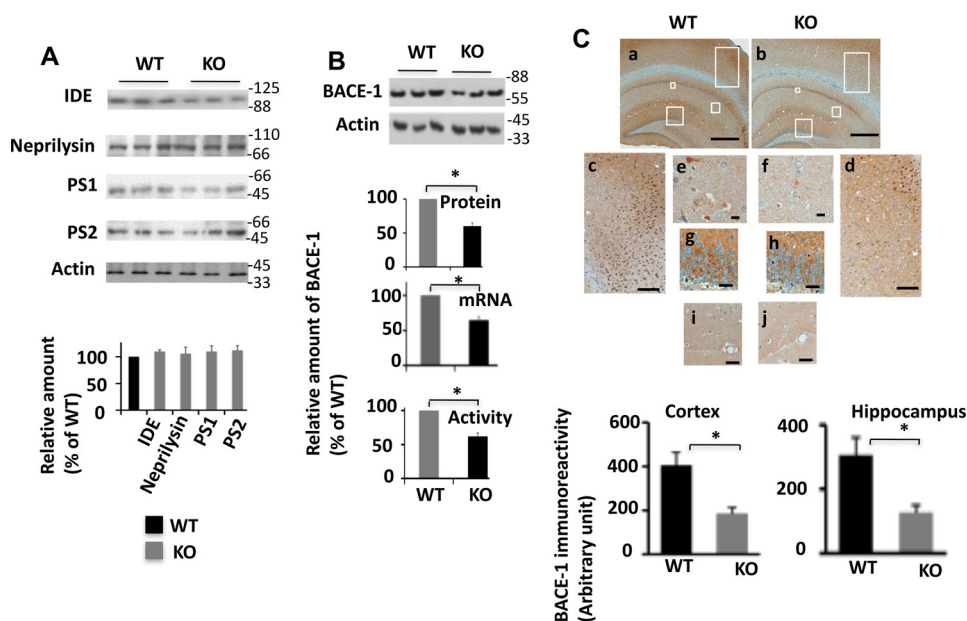 A
WT KO
IDE
-125
-88
Neprilysin
-110
-66
PS1
-66
-45
PS2
-66
-45
Actin
-45
-33
Relative amount
(% of WT)
100
50
0
IDE
Neprilysin
PS1
PS2
WT
KO
B
WT KO
BACE-1
-88
-55
Actin
-45
-33
Relative amount of BACE-1
(% of WT)
*
Protein
100
50
0
*
mRNA
100
50
0
*
Activity
100
50
0
WT KO
C
WT KO
a b
c e f d
g h
i j
BACE-1 immunoreactivity
(Arbitrary unit)
Cortex
*
600
400
200
0
WT KO
Hippocampus
*
400
200
0
WT KO